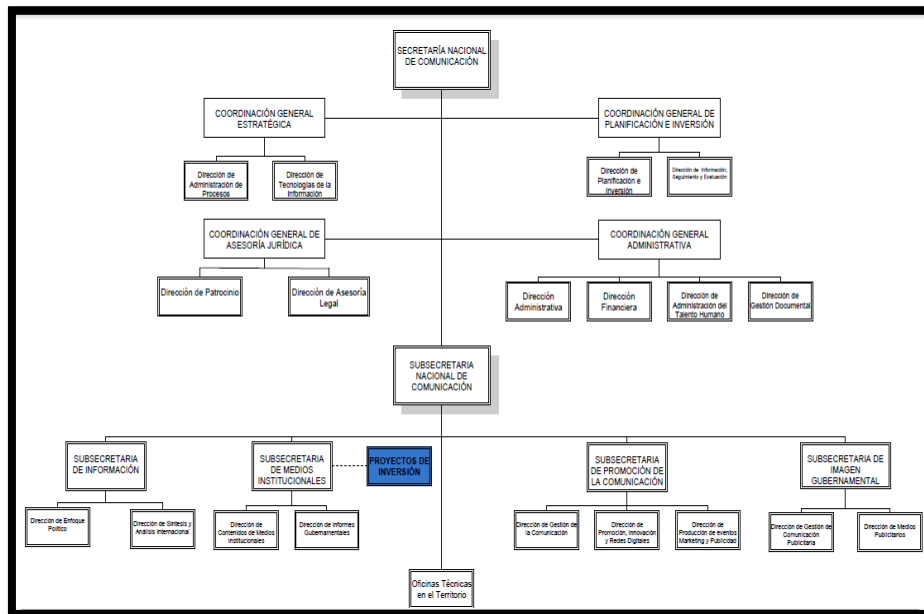 SECRETARÍA NACIONAL
DE COMUNICACIÓN
COORDINACIÓN GENERAL
ESTRATÉGICA
COORDINACIÓN GENERAL DE
PLANIFICACIÓN E INVERSIÓN
Dirección de
Administración de
Procesos
Dirección de
Tecnologías de la
Información
Dirección de
Planificación e
Inversión
Dirección de Información,
Seguimiento y Evaluación
COORDINACIÓN GENERAL DE
ASESORÍA JURÍDICA
COORDINACIÓN GENERAL
ADMINISTRATIVA
Dirección de Patrocinio
Dirección de Asesoría
Legal
Dirección
Administrativa
Dirección
Financiera
Dirección de
Administración del
Talento Humano
Dirección de
Gestión Documental
SUBSECRETARIA
NACIONAL DE
COMUNICACIÓN
SUBSECRETARIA
DE INFORMACIÓN
SUBSECRETARIA
DE MEDIOS
INSTITUCIONALES
PROYECTOS DE
INVERSIÓN
SUBSECRETARIA
DE PROMOCIÓN DE
LA COMUNICACIÓN
SUBSECRETARIA DE
IMAGEN
GUBERNAMENTAL
Dirección de Enfoque
Político
Dirección de Síntesis y
Análisis Internacional
Dirección de
Contenidos de Medios
Institucionales
Dirección de Informes
Gubernamentales
Dirección de Gestión de
la Comunicación
Dirección de
Promoción, Innovación
y Redes Digitales
Dirección de
Producción de eventos
Marketing y Publicidad
Dirección de Gestión de
Comunicación
Publicitaria
Dirección de Medios
Publicitarios
Oficinas Técnicas
en el Territorio